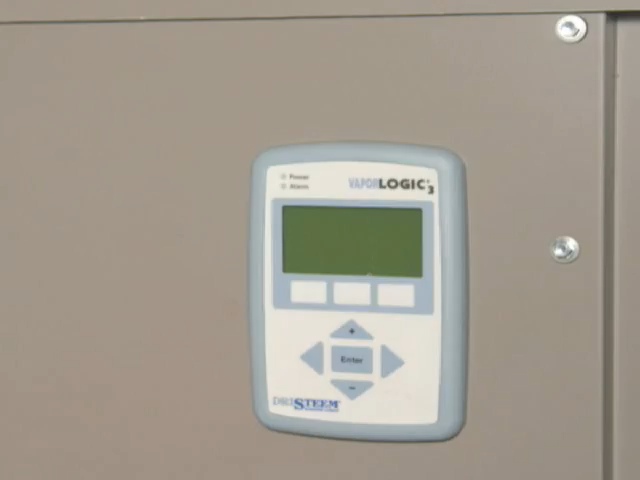 Power
Alarm
VAPORLOGIC3
+
Enter
-
DRISTEEM